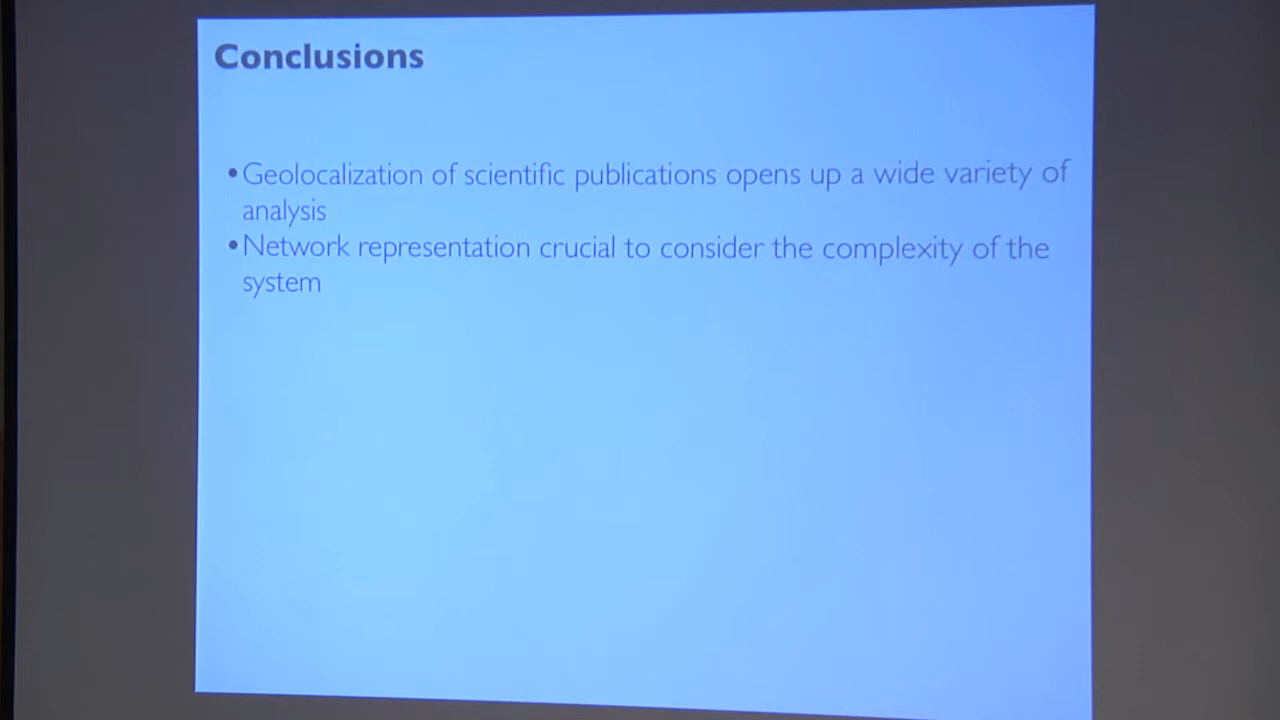 Conclusions
•Geolocalization of scientific publications opens up a wide variety of
analysis
•Network representation crucial to consider the complexity of the
system